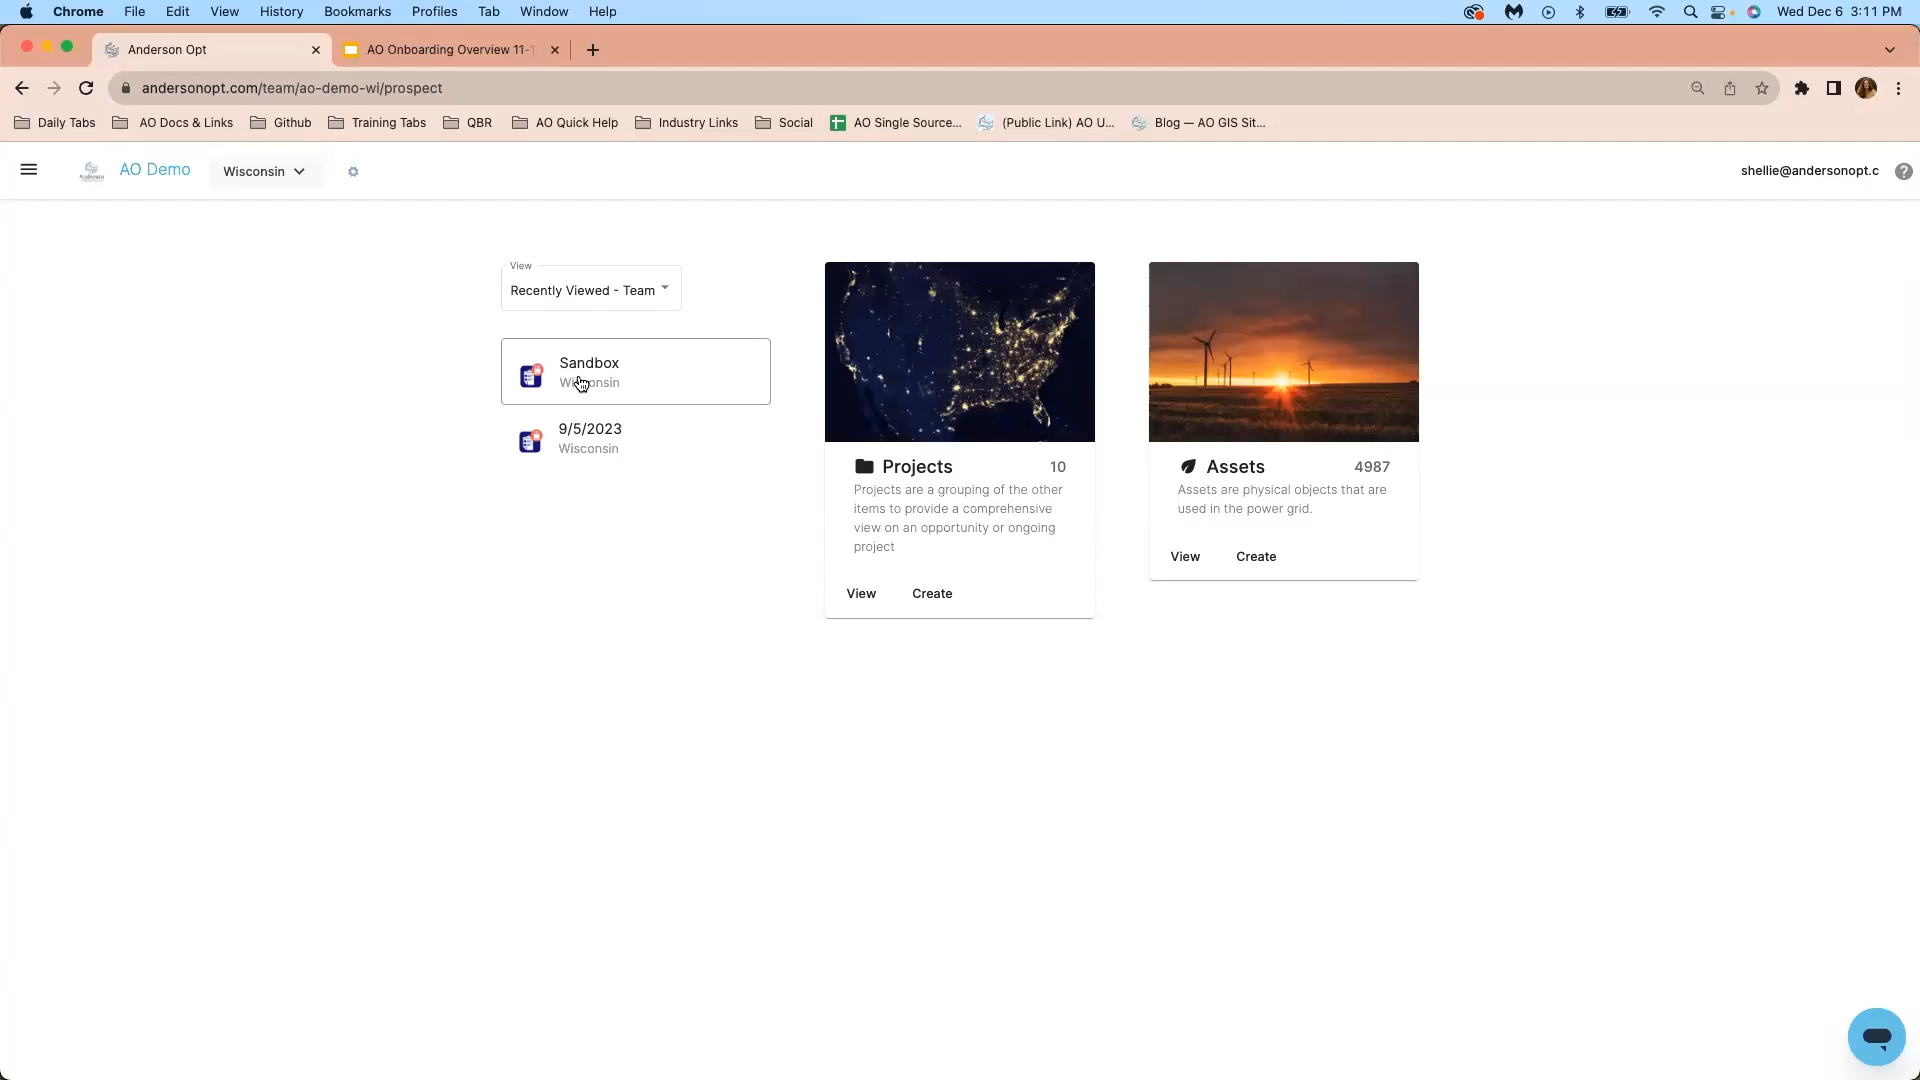 Chrome File Edit View History Bookmarks Profiles Tab Window Help Wed Dec 6 3:11 PM
Anderson Opt AO Onboarding Overview 11-
andersonopt.com/team/ao-demo-wi/prospect
Daily Tabs AO Docs & Links Github Training Tabs QBR AO Quick Help Industry Links Social AO Single Source... (Public Link) AO U... Blog — AO GIS Sit...
AO Demo Wisconsin shellie@andersonopt.c
View
Recently Viewed - Team
Sandbox
Wisconsin
9/5/2023
Wisconsin
Projects 10
Projects are a grouping of the other
items to provide a comprehensive
view on an opportunity or ongoing
project
View Create
Assets 4987
Assets are physical objects that are
used in the power grid.
View Create